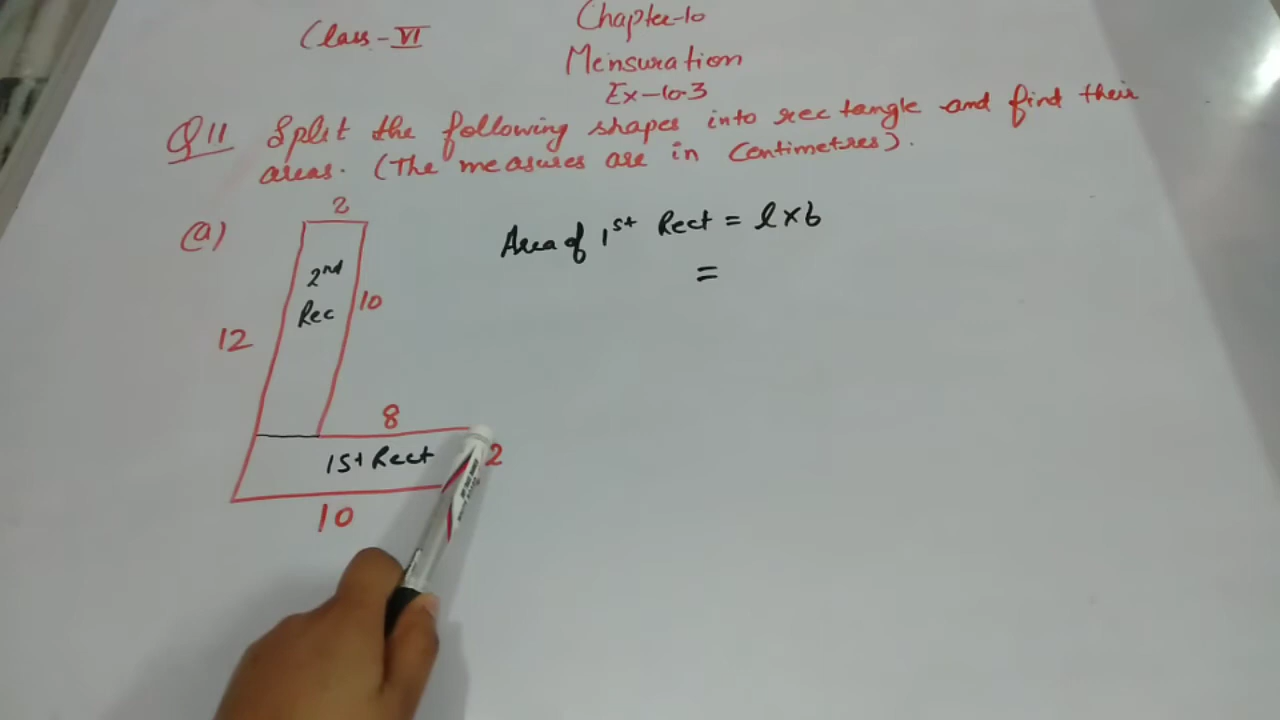 Class-VI
Chapter-10
Mensuration
Ex-10.3
Q11 Split the following shapes into rectangle and find their
areas. (The measures are in Centimetres).
(a)
2
2nd
Rec
10
12
8
1st Rect
2
10
Area of 1st Rect = l×b
=